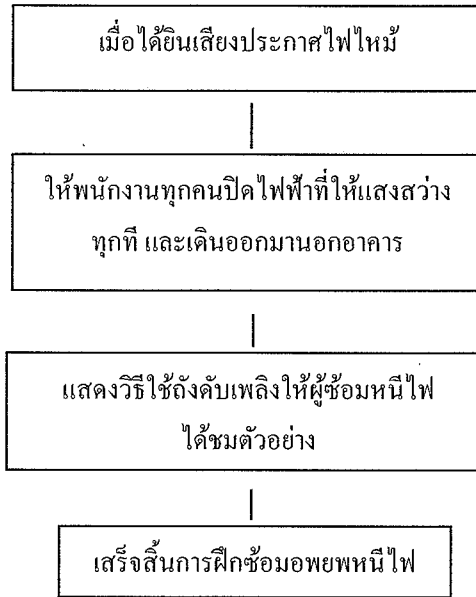 เมื่อได้ยินเสียงประกาศไฟไหม้
ให้พนักงานทุกคนปิดไฟฟ้าที่ให้แสงสว่าง
ทุกที่ และเดินออกมานอกอาคาร
แสดงวิธีใช้ถังดับเพลิงให้ผู้ซ้อมหนีไฟ
ได้ชมตัวอย่าง
เสร็จสิ้นการฝึกซ้อมอพยพหนีไฟ